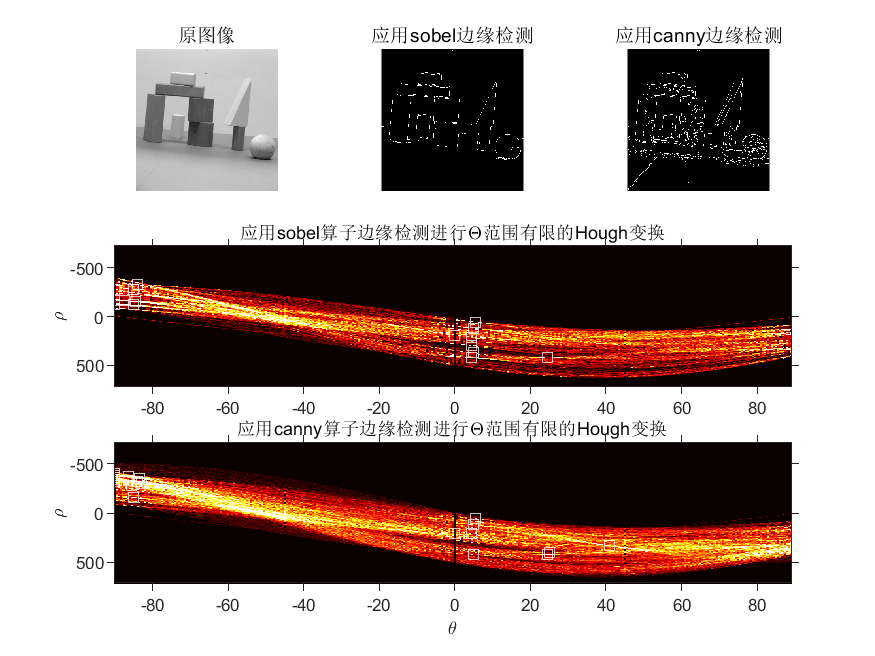 原图像
应用sobel边缘检测
应用canny边缘检测
应用sobel算子边缘检测进行Θ范围有限的Hough变换
-500
0
500
ρ
-80 -60 -40 -20 0 20 40 60 80
应用canny算子边缘检测进行Θ范围有限的Hough变换
-500
0
500
ρ
-80 -60 -40 -20 0 20 40 60 80
θ